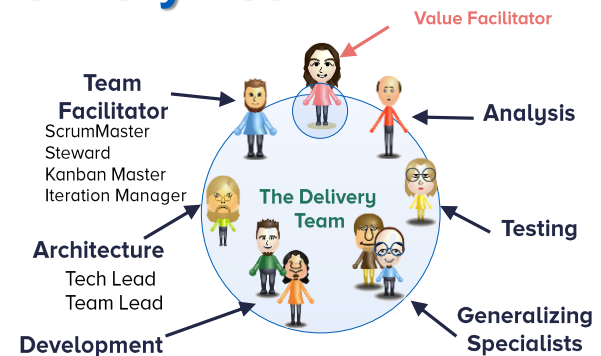 Value Facilitator
Team
Facilitator
ScrumMaster
Steward
Kanban Master
Iteration Manager
Analysis
The Delivery
Team
Testing
Architecture
Tech Lead
Team Lead
Generalizing
Specialists
Development